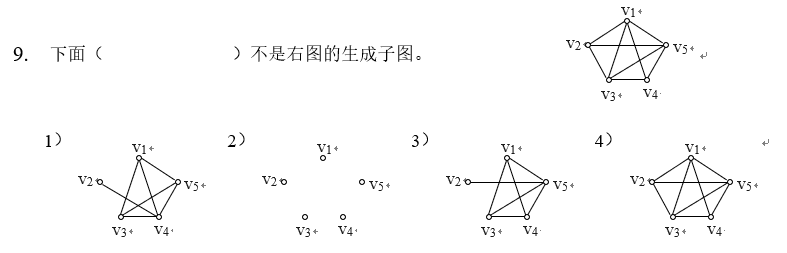 V1
V2
V5
9. 下面（ ）不是右图的生成子图。
V3 V4
1） 2） 3） 4）
V1 V1 V1 V1
V2 V5 V2 V5 V2 V5 V2 V5
V3 V4 V3 V4 V3 V4 V3 V4